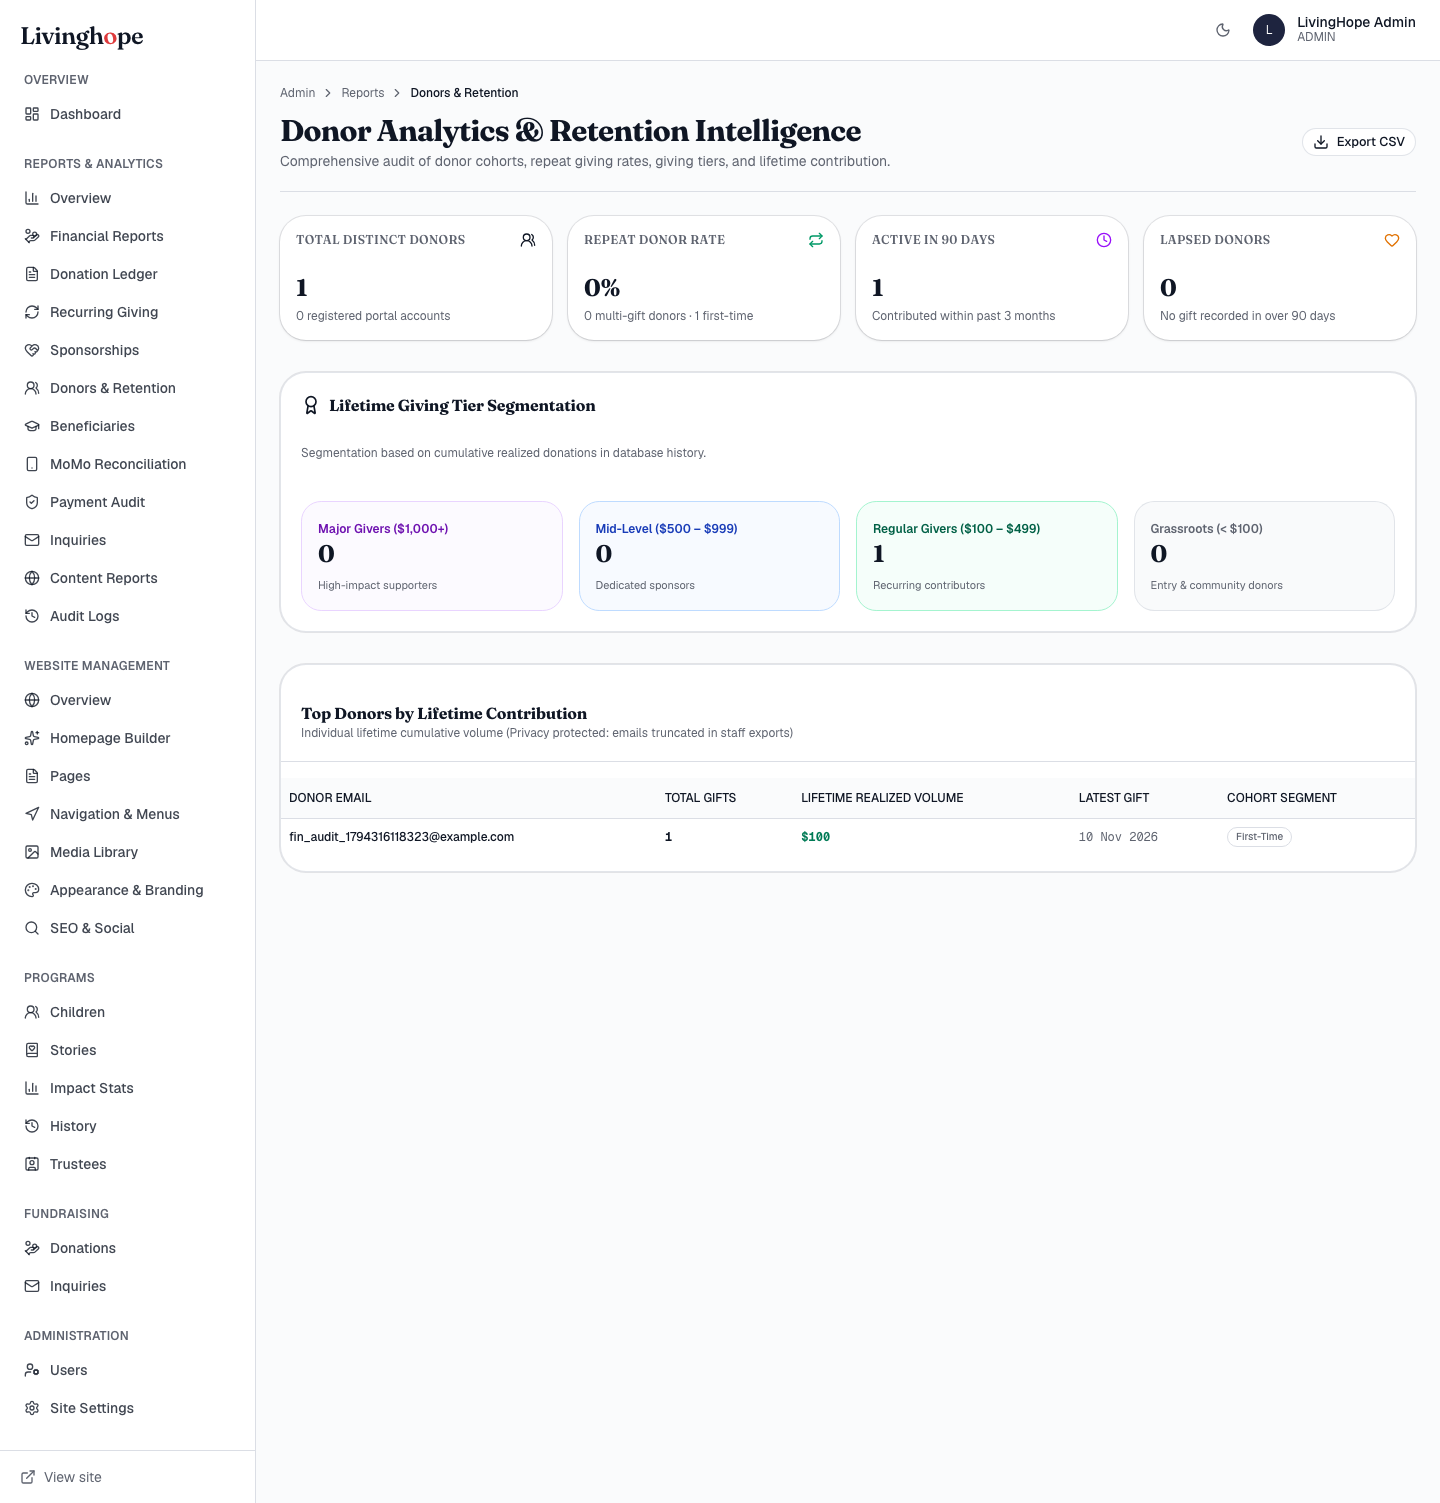 Livinghope
OVERVIEW
Dashboard
REPORTS & ANALYTICS
Overview
Financial Reports
Donation Ledger
Recurring Giving
Sponsorships
Donors & Retention
Beneficiaries
MoMo Reconciliation
Payment Audit
Inquiries
Content Reports
Audit Logs
WEBSITE MANAGEMENT
Overview
Homepage Builder
Pages
Navigation & Menus
Media Library
Appearance & Branding
SEO & Social
PROGRAMS
Children
Stories
Impact Stats
History
Trustees
FUNDRAISING
Donations
Inquiries
ADMINISTRATION
Users
Site Settings
View site
L
LivingHope Admin
ADMIN
Admin > Reports > Donors & Retention
Donor Analytics & Retention Intelligence
Comprehensive audit of donor cohorts, repeat giving rates, giving tiers, and lifetime contribution.
Export CSV
TOTAL DISTINCT DONORS
1
0 registered portal accounts
REPEAT DONOR RATE
0%
0 multi-gift donors · 1 first-time
ACTIVE IN 90 DAYS
1
Contributed within past 3 months
LAPSED DONORS
0
No gift recorded in over 90 days
Lifetime Giving Tier Segmentation
Segmentation based on cumulative realized donations in database history.
Major Givers ($1,000+)
0
High-impact supporters
Mid-Level ($500 – $999)
0
Dedicated sponsors
Regular Givers ($100 – $499)
1
Recurring contributors
Grassroots (< $100)
0
Entry & community donors
Top Donors by Lifetime Contribution
Individual lifetime cumulative volume (Privacy protected: emails truncated in staff exports)
DONOR EMAIL TOTAL GIFTS LIFETIME REALIZED VOLUME LATEST GIFT COHORT SEGMENT
fin_audit_1794316118323@example.com 1 $100 10 Nov 2026 First-Time